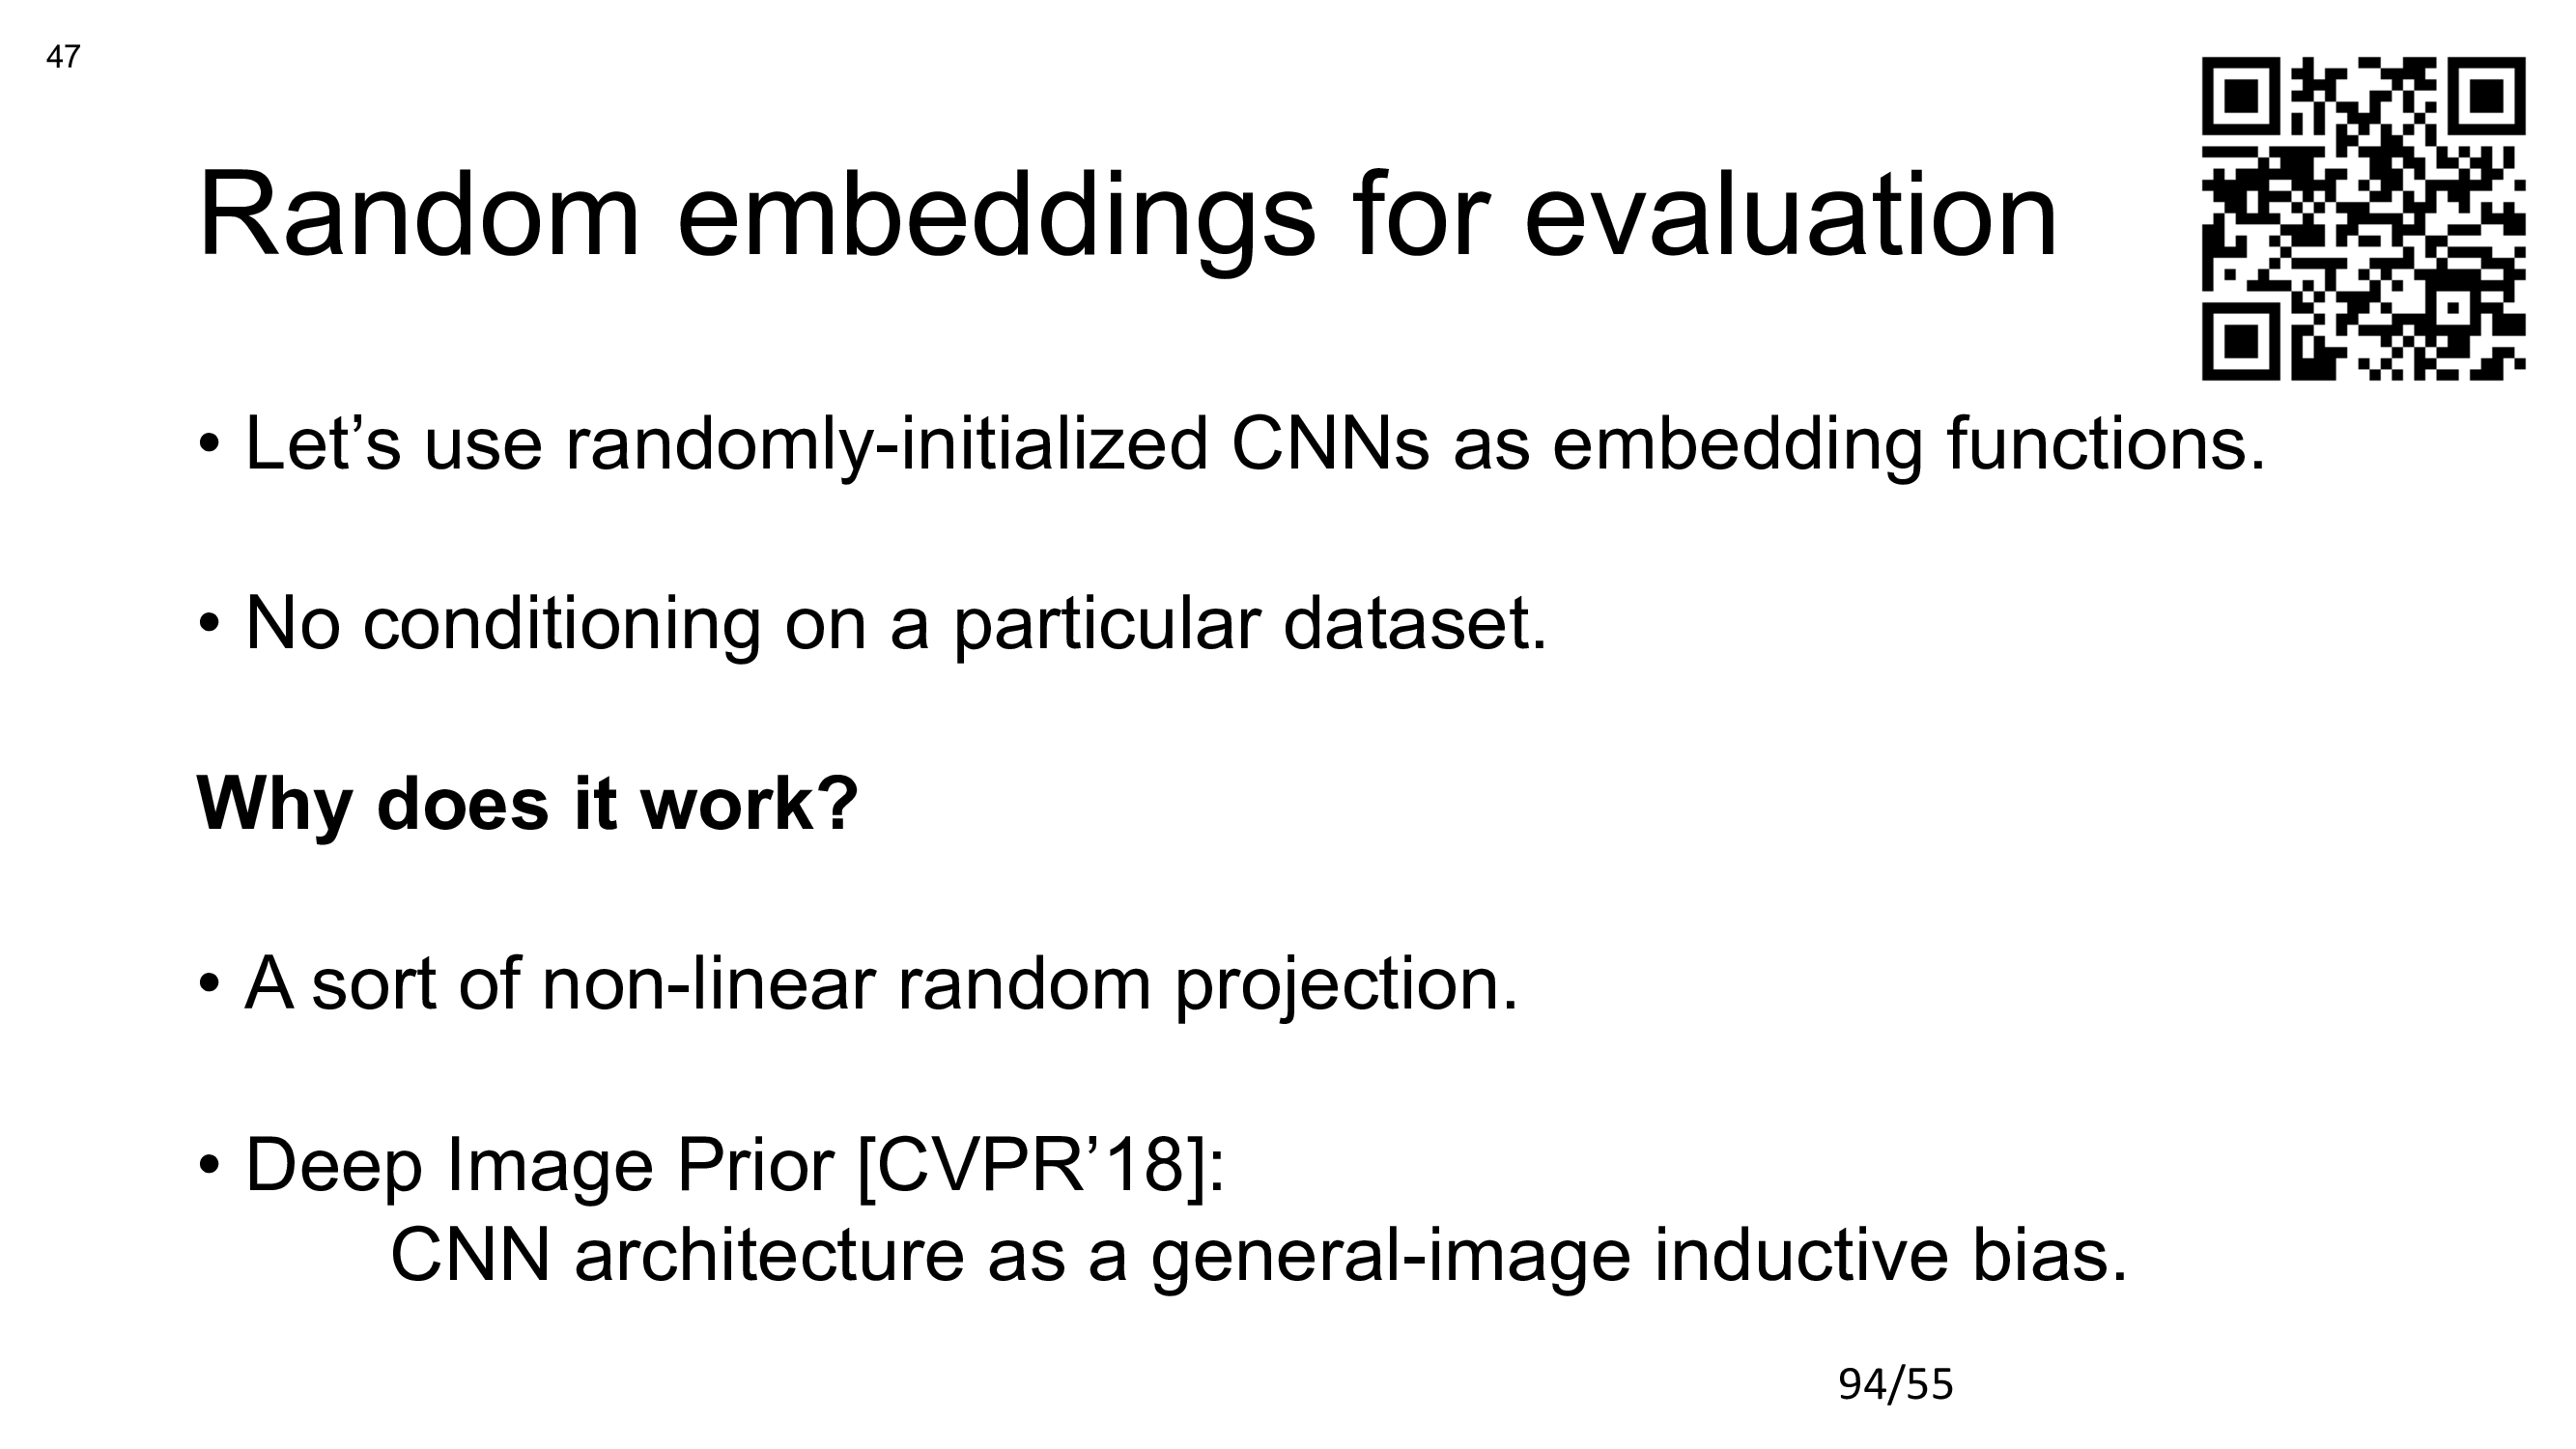 47
Random embeddings for evaluation
• Let’s use randomly-initialized CNNs as embedding functions.
• No conditioning on a particular dataset.
Why does it work?
• A sort of non-linear random projection.
• Deep Image Prior [CVPR’18]:
CNN architecture as a general-image inductive bias.
94/55